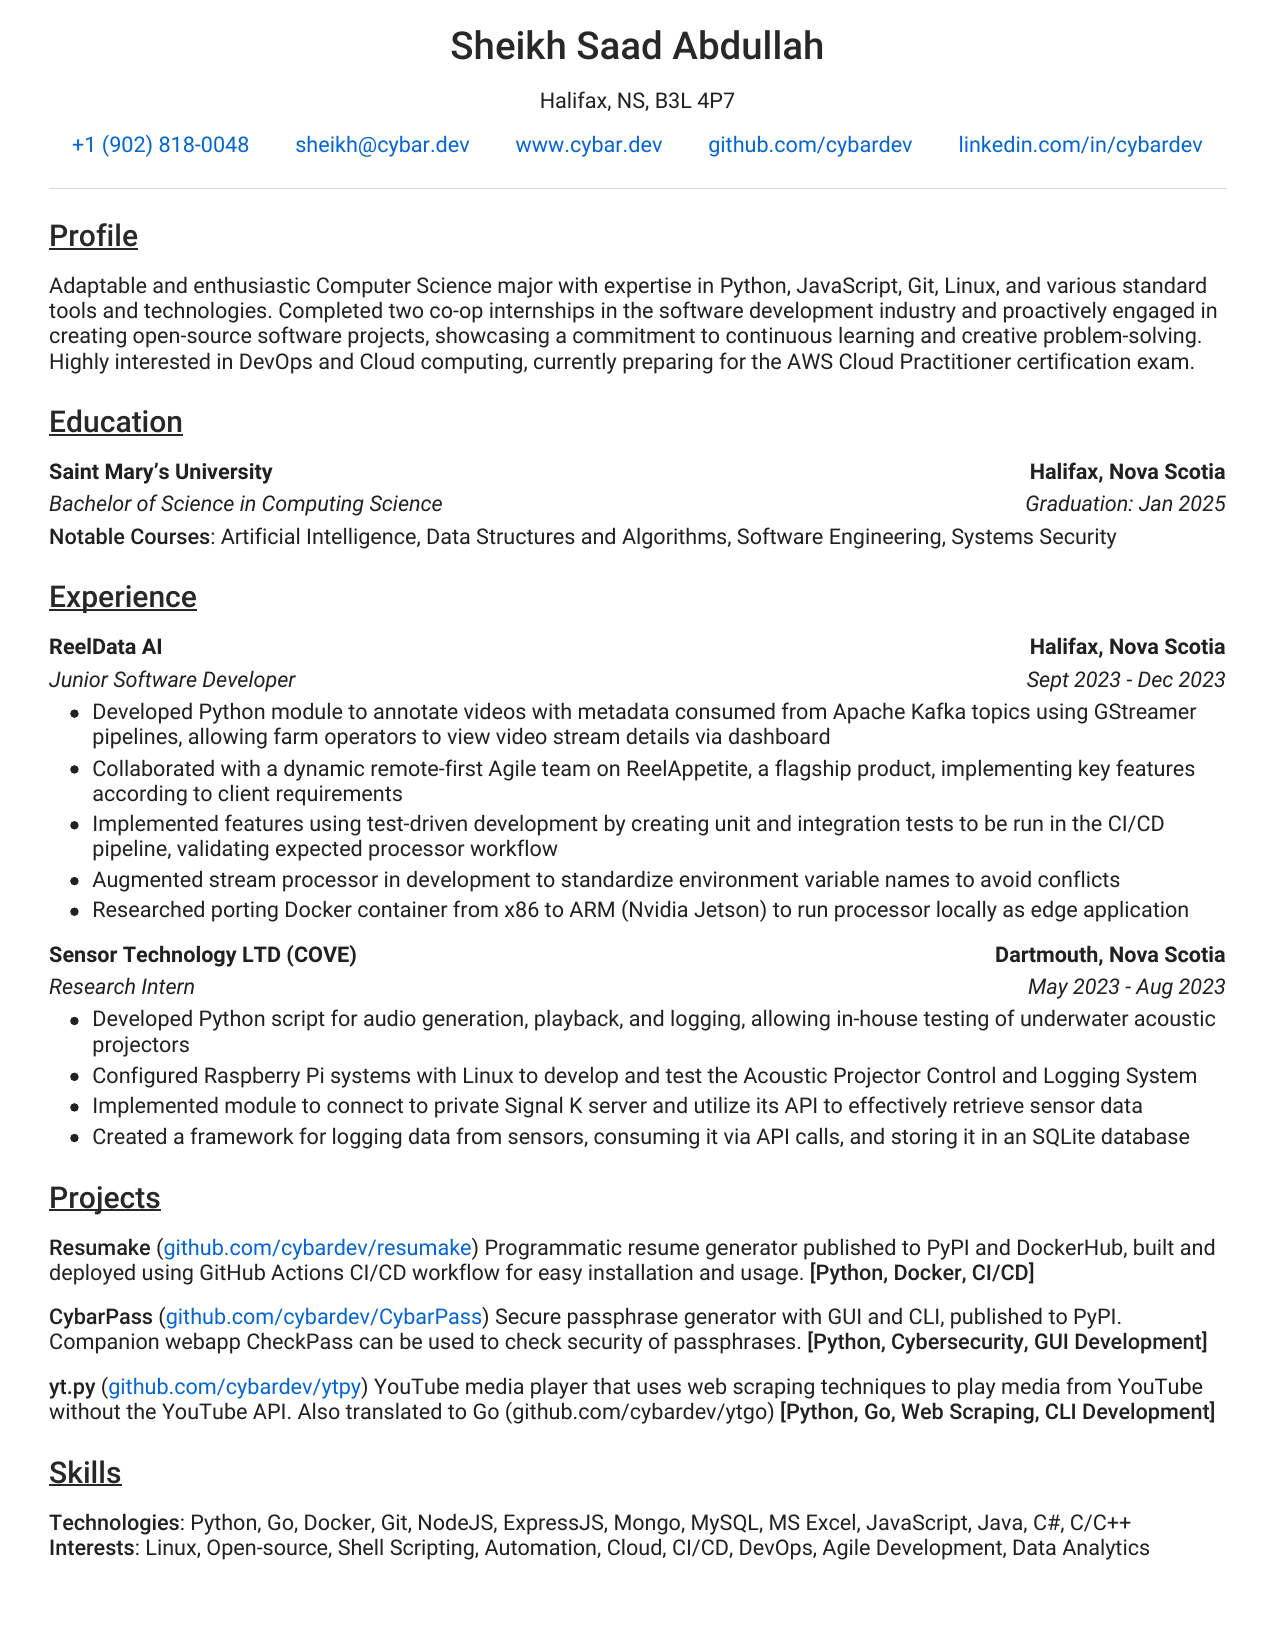 Sheikh Saad Abdullah
Halifax, NS, B3L 4P7
+1 (902) 818-0048 sheikh@cybar.dev www.cybar.dev github.com/cybardev linkedin.com/in/cybardev
Profile
Adaptable and enthusiastic Computer Science major with expertise in Python, JavaScript, Git, Linux, and various standard
tools and technologies. Completed two co-op internships in the software development industry and proactively engaged in
creating open-source software projects, showcasing a commitment to continuous learning and creative problem-solving.
Highly interested in DevOps and Cloud computing, currently preparing for the AWS Cloud Practitioner certification exam.
Education
Saint Mary’s University Halifax, Nova Scotia
Bachelor of Science in Computing Science Graduation: Jan 2025
Notable Courses: Artificial Intelligence, Data Structures and Algorithms, Software Engineering, Systems Security
Experience
ReelData AI Halifax, Nova Scotia
Junior Software Developer Sept 2023 - Dec 2023
● Developed Python module to annotate videos with metadata consumed from Apache Kafka topics using GStreamer
pipelines, allowing farm operators to view video stream details via dashboard
● Collaborated with a dynamic remote-first Agile team on ReelAppetite, a flagship product, implementing key features
according to client requirements
● Implemented features using test-driven development by creating unit and integration tests to be run in the CI/CD
pipeline, validating expected processor workflow
● Augmented stream processor in development to standardize environment variable names to avoid conflicts
● Researched porting Docker container from x86 to ARM (Nvidia Jetson) to run processor locally as edge application
Sensor Technology LTD (COVE) Dartmouth, Nova Scotia
Research Intern May 2023 - Aug 2023
● Developed Python script for audio generation, playback, and logging, allowing in-house testing of underwater acoustic
projectors
● Configured Raspberry Pi systems with Linux to develop and test the Acoustic Projector Control and Logging System
● Implemented module to connect to private Signal K server and utilize its API to effectively retrieve sensor data
● Created a framework for logging data from sensors, consuming it via API calls, and storing it in an SQLite database
Projects
Resumake (github.com/cybardev/resumake) Programmatic resume generator published to PyPI and DockerHub, built and
deployed using GitHub Actions CI/CD workflow for easy installation and usage. [Python, Docker, CI/CD]
CybarPass (github.com/cybardev/CybarPass) Secure passphrase generator with GUI and CLI, published to PyPI.
Companion webapp CheckPass can be used to check security of passphrases. [Python, Cybersecurity, GUI Development]
yt.py (github.com/cybardev/ytpy) YouTube media player that uses web scraping techniques to play media from YouTube
without the YouTube API. Also translated to Go (github.com/cybardev/ytgo) [Python, Go, Web Scraping, CLI Development]
Skills
Technologies: Python, Go, Docker, Git, NodeJS, ExpressJS, Mongo, MySQL, MS Excel, JavaScript, Java, C#, C/C++
Interests: Linux, Open-source, Shell Scripting, Automation, Cloud, CI/CD, DevOps, Agile Development, Data Analytics